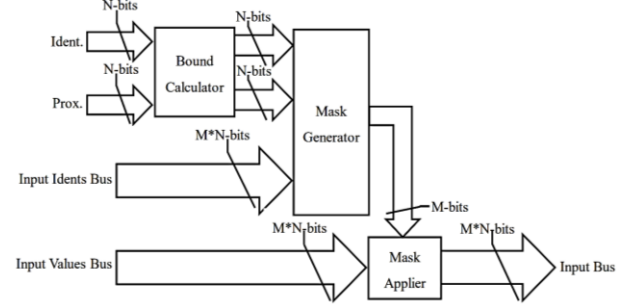 N-bits
N-bits
Ident.
Bound
Calculator
N-bits
N-bits
Prox.
Mask
Generator
M*N-bits
Input Idents Bus
M-bits
M*N-bits
M*N-bits
Input Values Bus
Mask
Applier
Input Bus